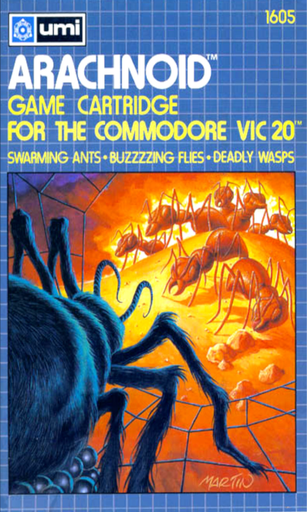 umi
1605
ARACHNOID™
GAME CARTRIDGE
FOR THE COMMODORE VIC 20™
SWARMING ANTS • BUZZZZING FLIES • DEADLY WASPS
MARTIN